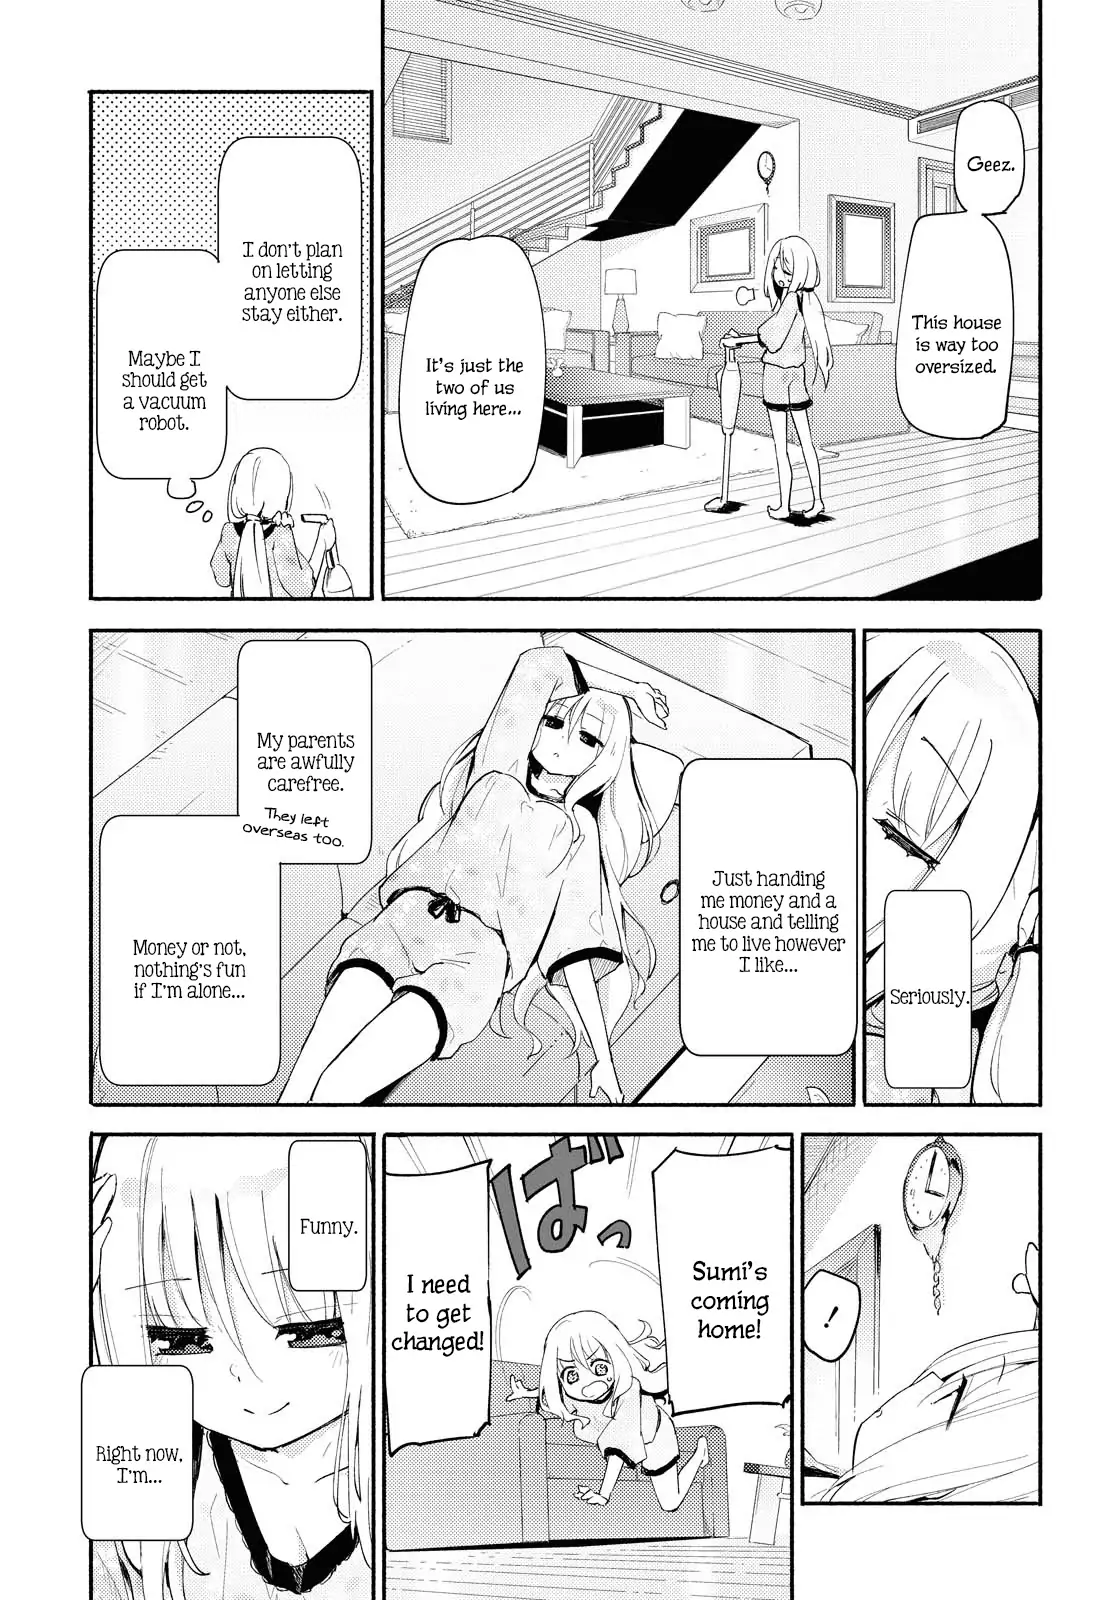 Geez.
This house
is way too
oversized.
It's just the
two of us
living here...
I don't plan
on letting
anyone else
stay either.
Maybe I
should get
a vacuum
robot.
Seriously.
Just handing
me money and a
house and telling
me to live however
I like...
My parents
are awfully
carefree.
They left
overseas too.
Money or not,
nothing's fun
if I'm alone...
!
Sumi's
coming
home!
ばっ
I need
to get
changed!
Funny.
Right now,
I'm...